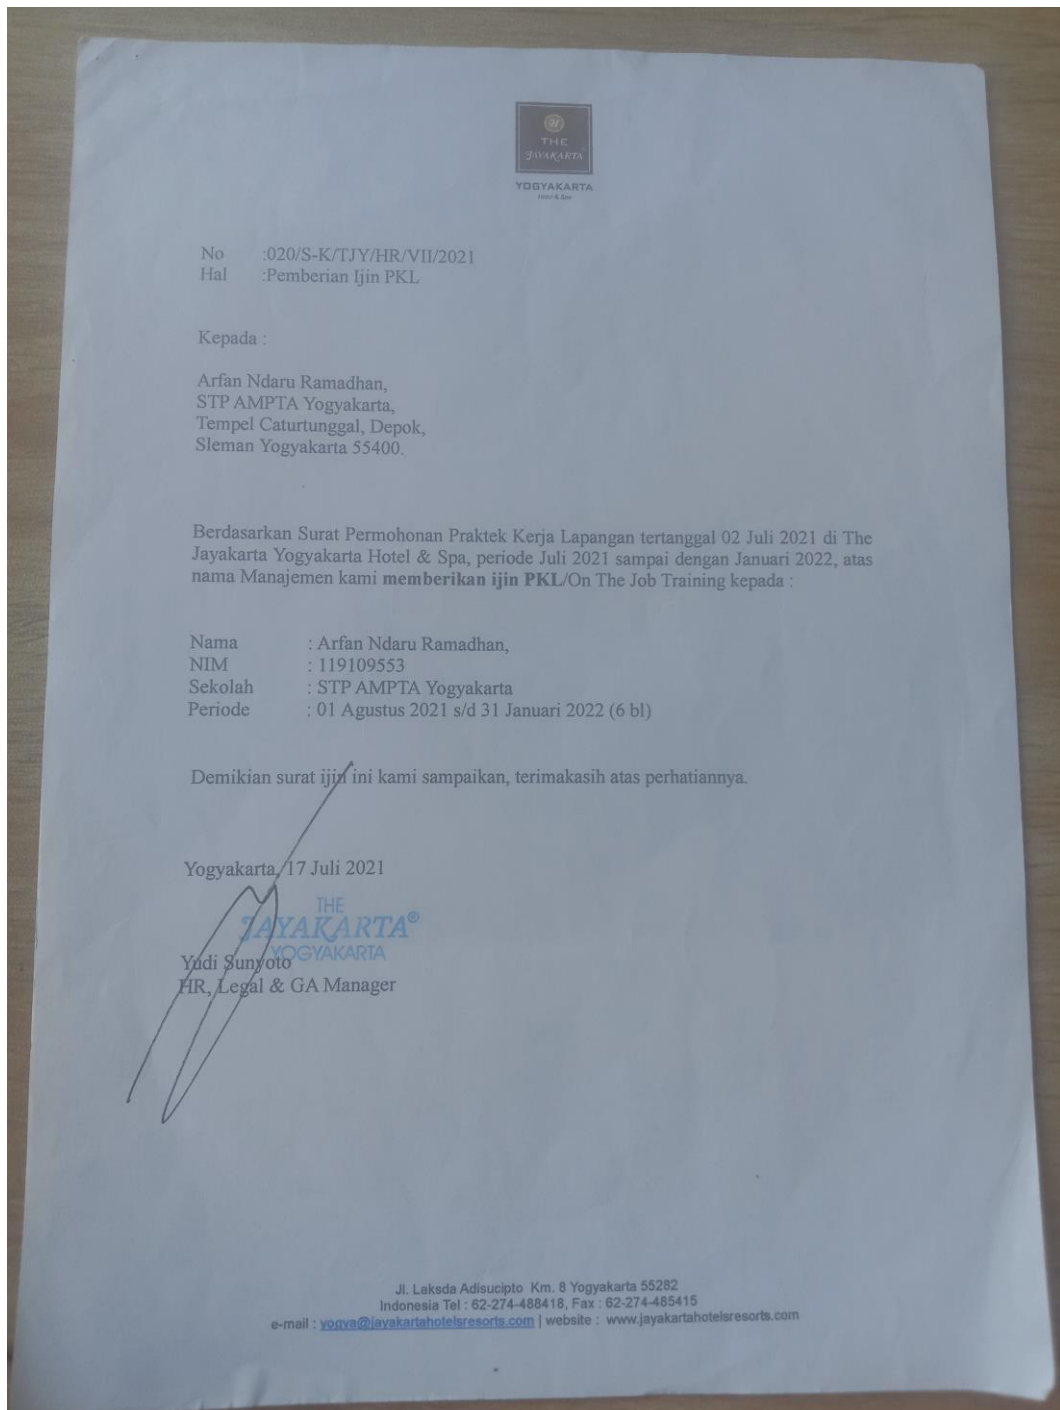 THE
JAYAKARTA
YOGYAKARTA
Hotel & Spa
No :020/S-K/TJY/HR/VII/2021
Hal :Pemberian Ijin PKL
Kepada :
Arfan Ndaru Ramadhan,
STP AMPTA Yogyakarta,
Tempel Caturtunggal, Depok,
Sleman Yogyakarta 55400.
Berdasarkan Surat Permohonan Praktek Kerja Lapangan tertanggal 02 Juli 2021 di The
Jayakarta Yogyakarta Hotel & Spa, periode Juli 2021 sampai dengan Januari 2022, atas
nama Manajemen kami memberikan ijin PKL/On The Job Training kepada :
Nama : Arfan Ndaru Ramadhan,
NIM : 119109553
Sekolah : STP AMPTA Yogyakarta
Periode : 01 Agustus 2021 s/d 31 Januari 2022 (6 bl)
Demikian surat ijin ini kami sampaikan, terimakasih atas perhatiannya.
Yogyakarta, 17 Juli 2021
THE
JAYAKARTA®
YOGYAKARTA
Yudi Sunyoto
HR, Legal & GA Manager
Jl. Laksda Adisucipto Km. 8 Yogyakarta 55282
Indonesia Tel : 62-274-488418, Fax : 62-274-485415
e-mail : yogya@jayakartahotelsresorts.com | website : www.jayakartahotelsresorts.com